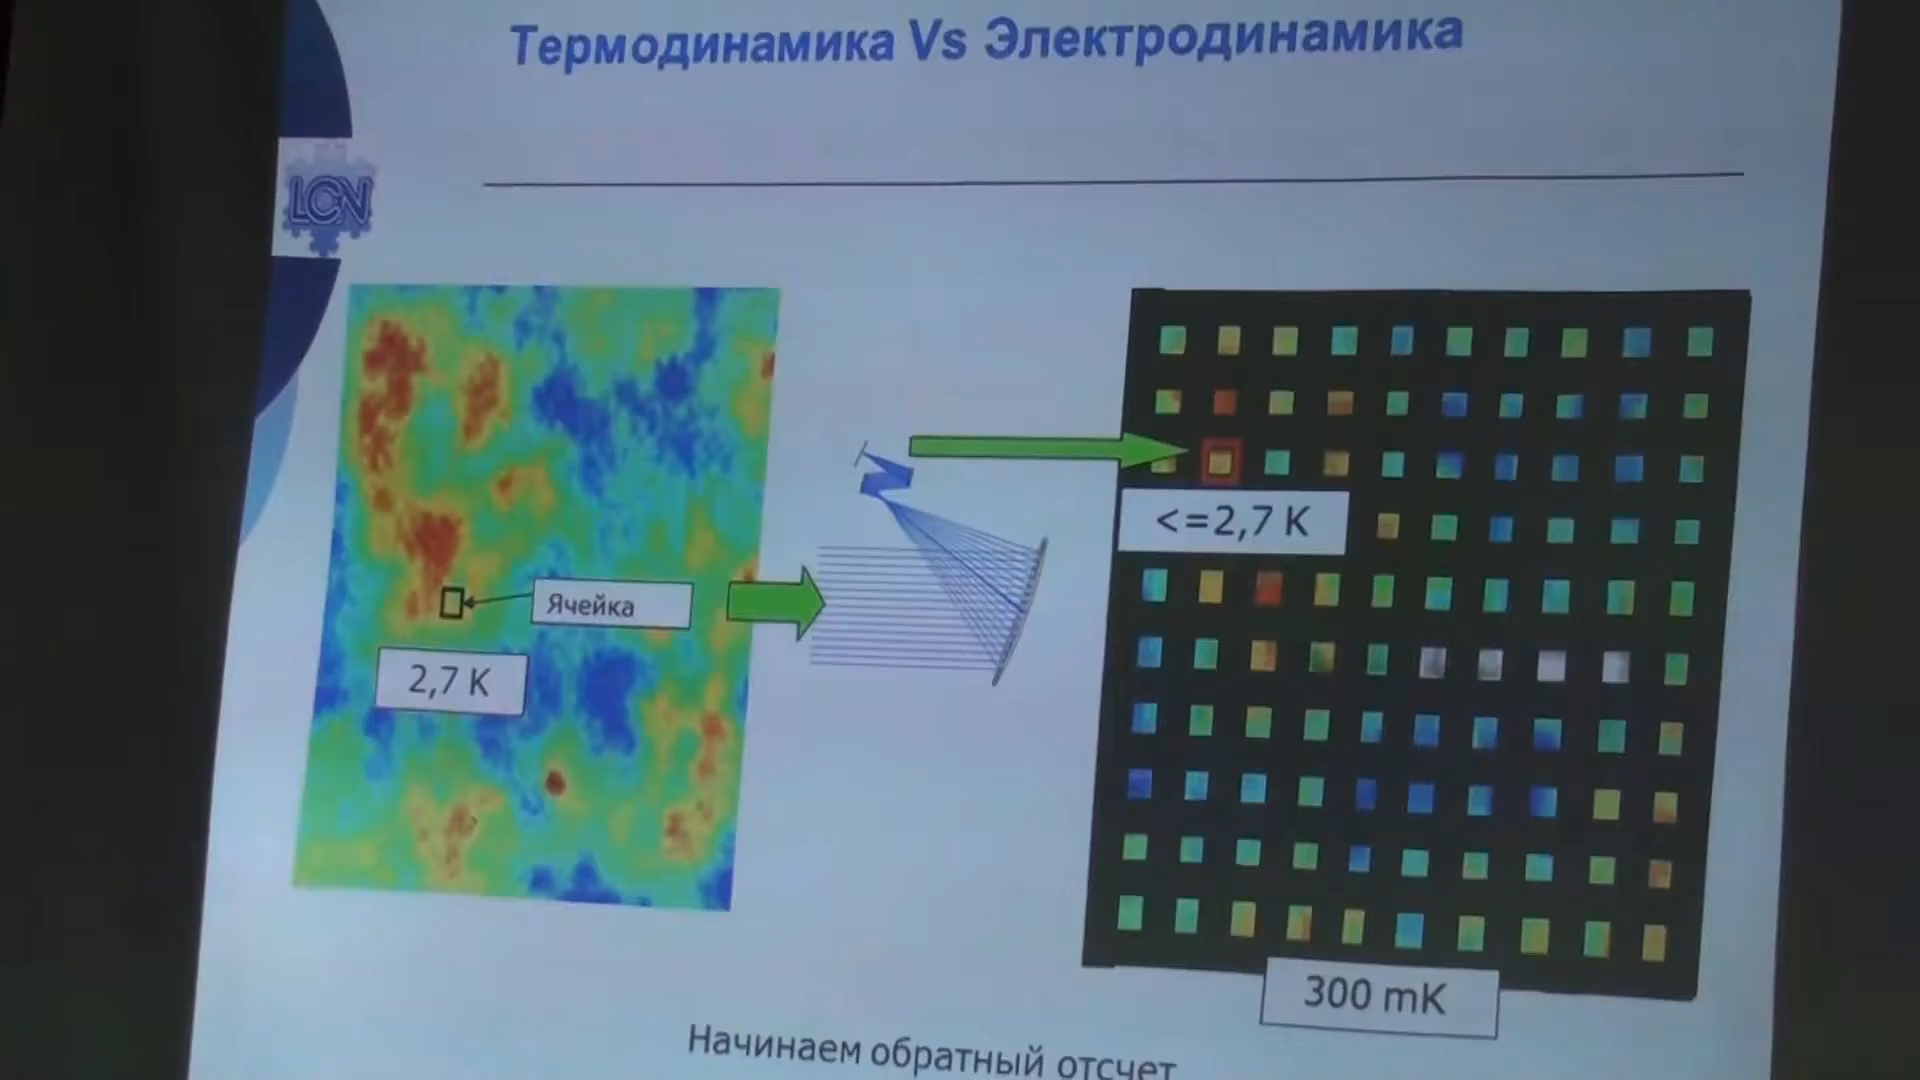 Термодинамика Vs Электродинамика
LCN
<=2,7 K
Ячейка
2,7 K
300 mK
Начинаем обратный отсчет